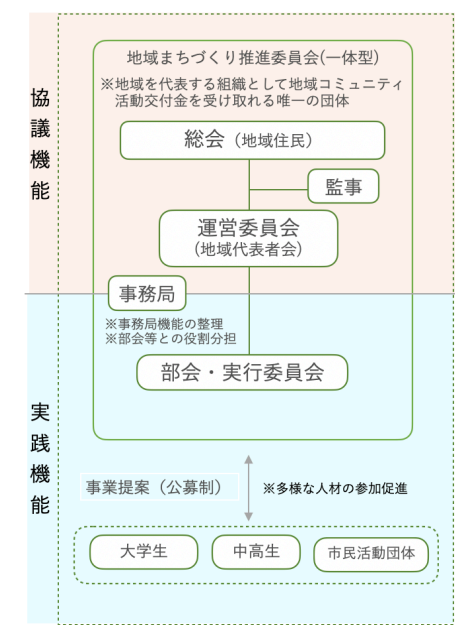 協議機能
地域まちづくり推進委員会(一体型)
※地域を代表する組織として地域コミュニティ
活動交付金を受け取れる唯一の団体
総会（地域住民）
監事
運営委員会
(地域代表者会)
事務局
※事務局機能の整理
※部会等との役割分担
部会・実行委員会
実践機能
事業提案（公募制）
※多様な人材の参加促進
大学生
中高生
市民活動団体